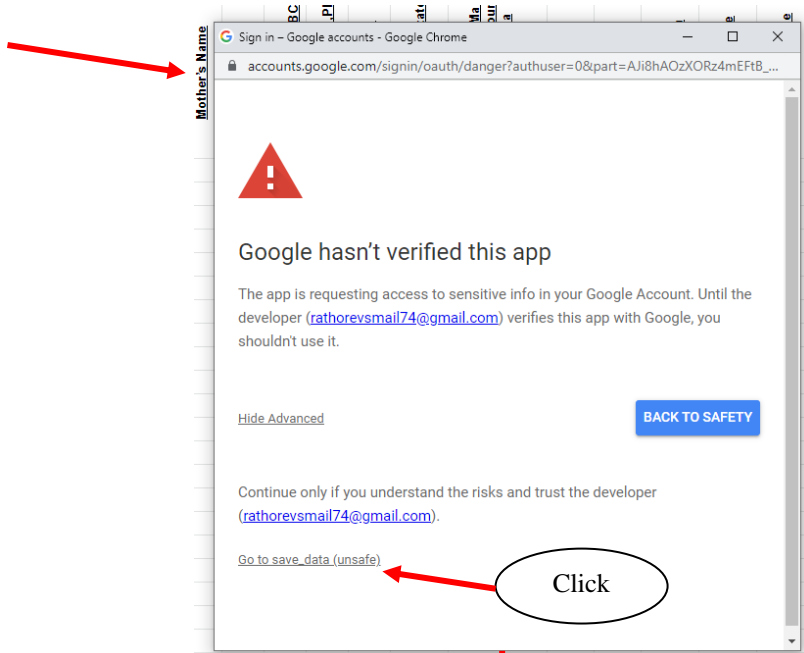 Mother's Name
Sign in – Google accounts - Google Chrome
accounts.google.com/signin/oauth/danger?authuser=0&part=AJi8hAOzXORz4mEFtB_...
Google hasn't verified this app
The app is requesting access to sensitive info in your Google Account. Until the
developer (rathorevsmail74@gmail.com) verifies this app with Google, you
shouldn't use it.
Hide Advanced
BACK TO SAFETY
Continue only if you understand the risks and trust the developer
(rathorevsmail74@gmail.com).
Go to save_data (unsafe)
Click